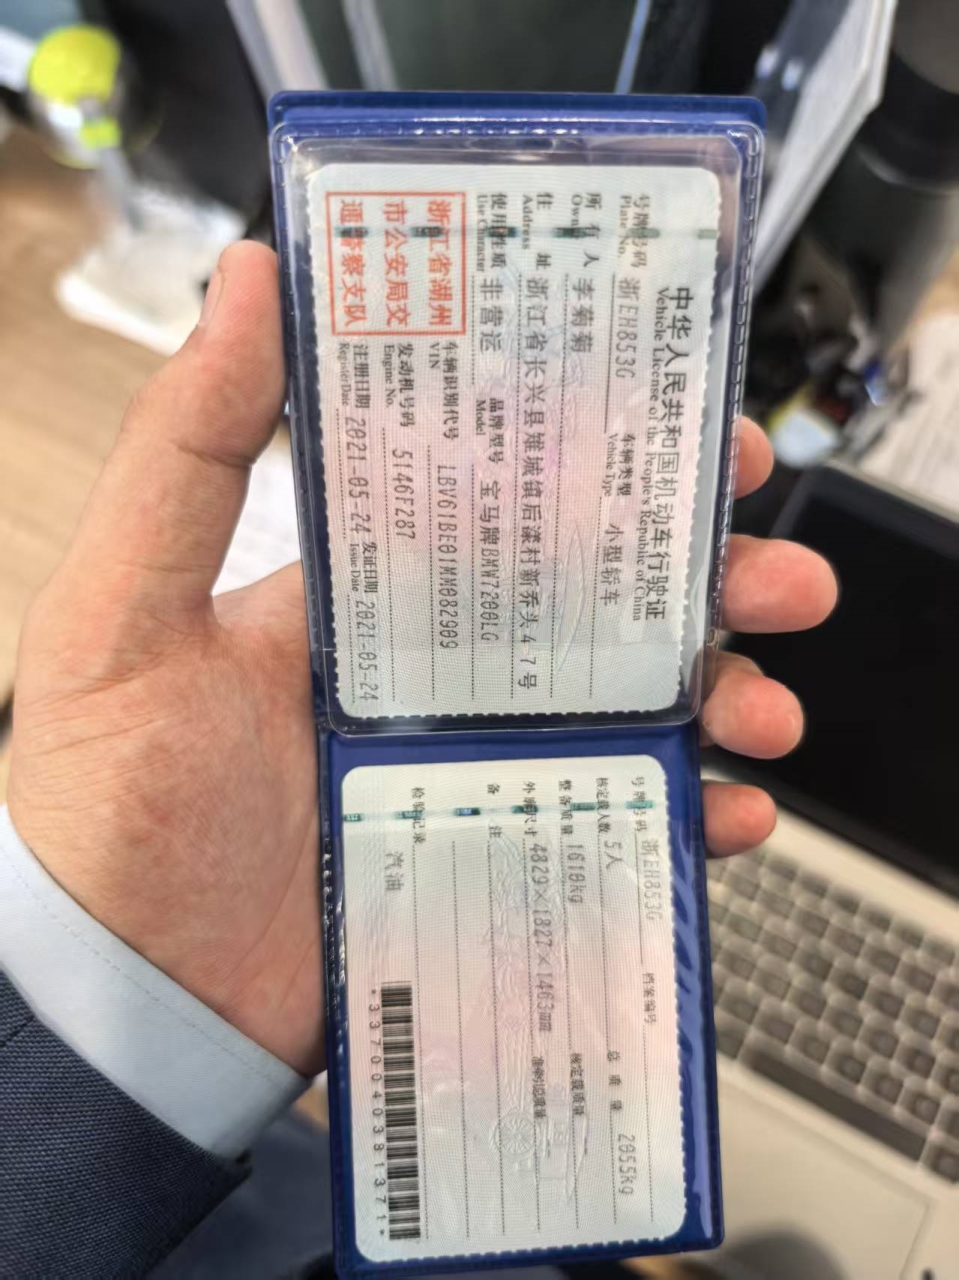 中华人民共和国机动车行驶证
Vehicle License of the People's Republic of China
号牌号码 浙EH853G 车辆类型 小型轿车
Plate No. Vehicle Type
所有人 李菊菊
Owner
住址 浙江省长兴县雉城镇后漾村新乔头47号
Address
使用性质 非营运 品牌型号 宝马牌BMW7200LG
Use Character Model
浙江省湖州
市公安局交
通警察支队
车辆识别代号 LBV61BE01MM082909
VIN
发动机号码 5146F287
Engine No.
注册日期 2021-05-24 发证日期 2021-05-24
Register Date Issue Date
号牌号码 浙EH853G 档案编号
核定载人数 5人 总质量 2055kg
整备质量 1610kg 核定载质量
外廓尺寸 4829×1827×1463mm 准牵引总质量
备注
检验记录
汽油
*3370040381371*